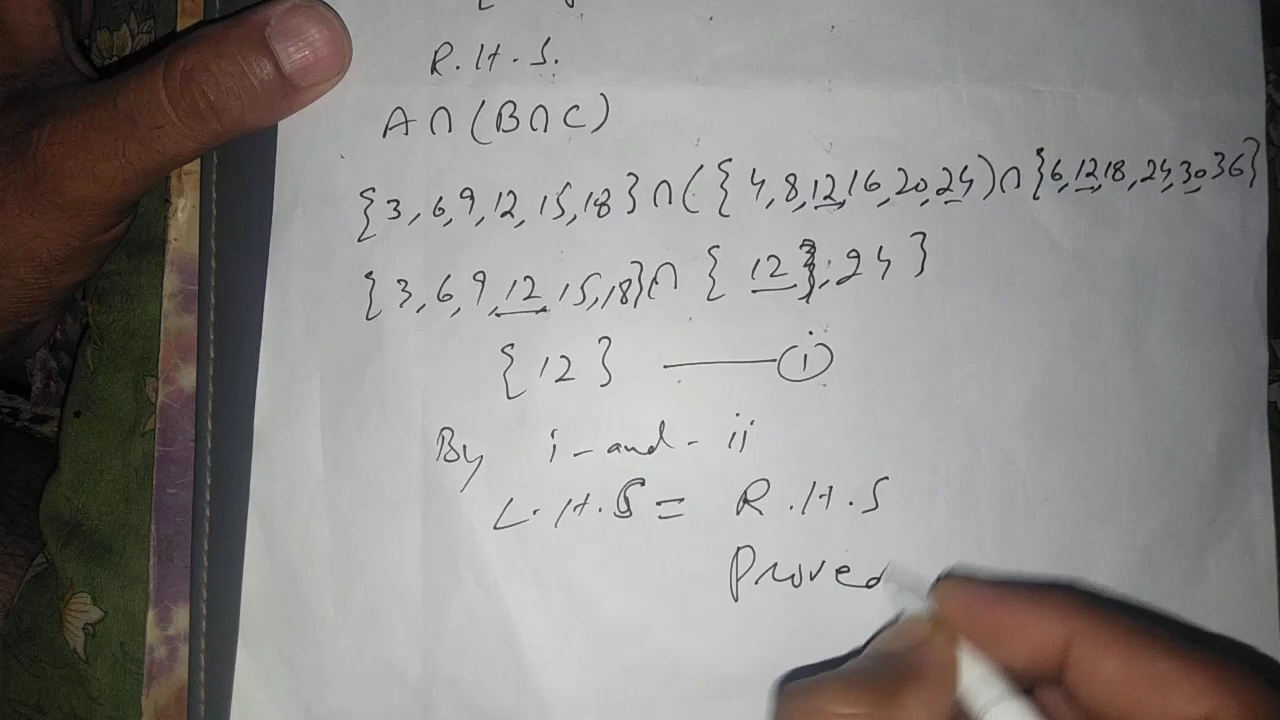 R.H.S.
A∩(B∩C)
{3,6,9,12,15,18}∩({4,8,12,16,20,24)∩{6,12,18,24,30,36}
{3,6,9,12,15,18}∩{12,24}
{12} —— i
By i-and-ii
L.H.S = R.H.S
Proved